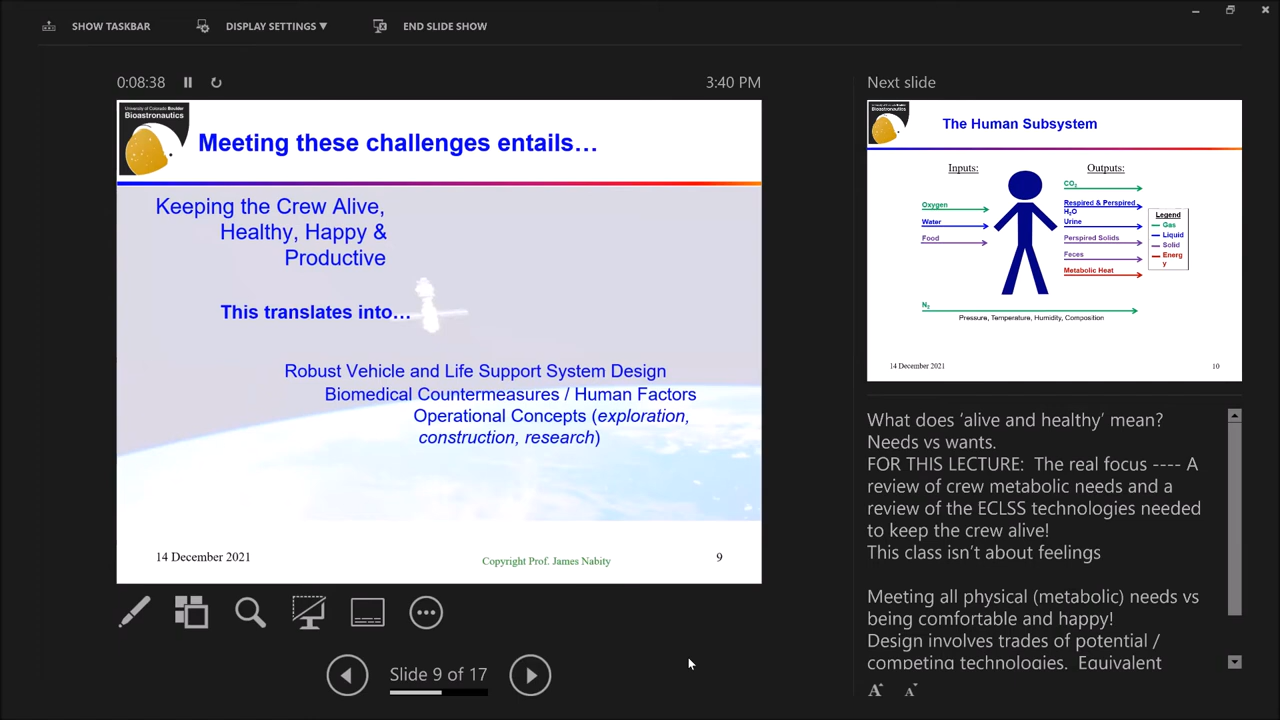 SHOW TASKBAR
DISPLAY SETTINGS ▼
END SLIDE SHOW
0:08:38
3:40 PM
University of Colorado Boulder
Bioastronautics
Meeting these challenges entails…
Keeping the Crew Alive,
Healthy, Happy &
Productive
This translates into…
Robust Vehicle and Life Support System Design
Biomedical Countermeasures / Human Factors
Operational Concepts (exploration,
construction, research)
14 December 2021
Copyright Prof. James Nabity
9
Slide 9 of 17
Next slide
Bioastronautics
The Human Subsystem
Inputs:
Outputs:
Oxygen
Water
Food
CO2
Respired & Perspired
H2O
Urine
Perspired Solids
Feces
Metabolic Heat
Legend
Gas
Liquid
Solid
Energ
y
N2
Pressure, Temperature, Humidity, Composition
14 December 2021
10
What does ‘alive and healthy’ mean?
Needs vs wants.
FOR THIS LECTURE:  The real focus ---- A
review of crew metabolic needs and a
review of the ECLSS technologies needed
to keep the crew alive!
This class isn’t about feelings
Meeting all physical (metabolic) needs vs
being comfortable and happy!
Design involves trades of potential /
competing technologies.  Equivalent
A A